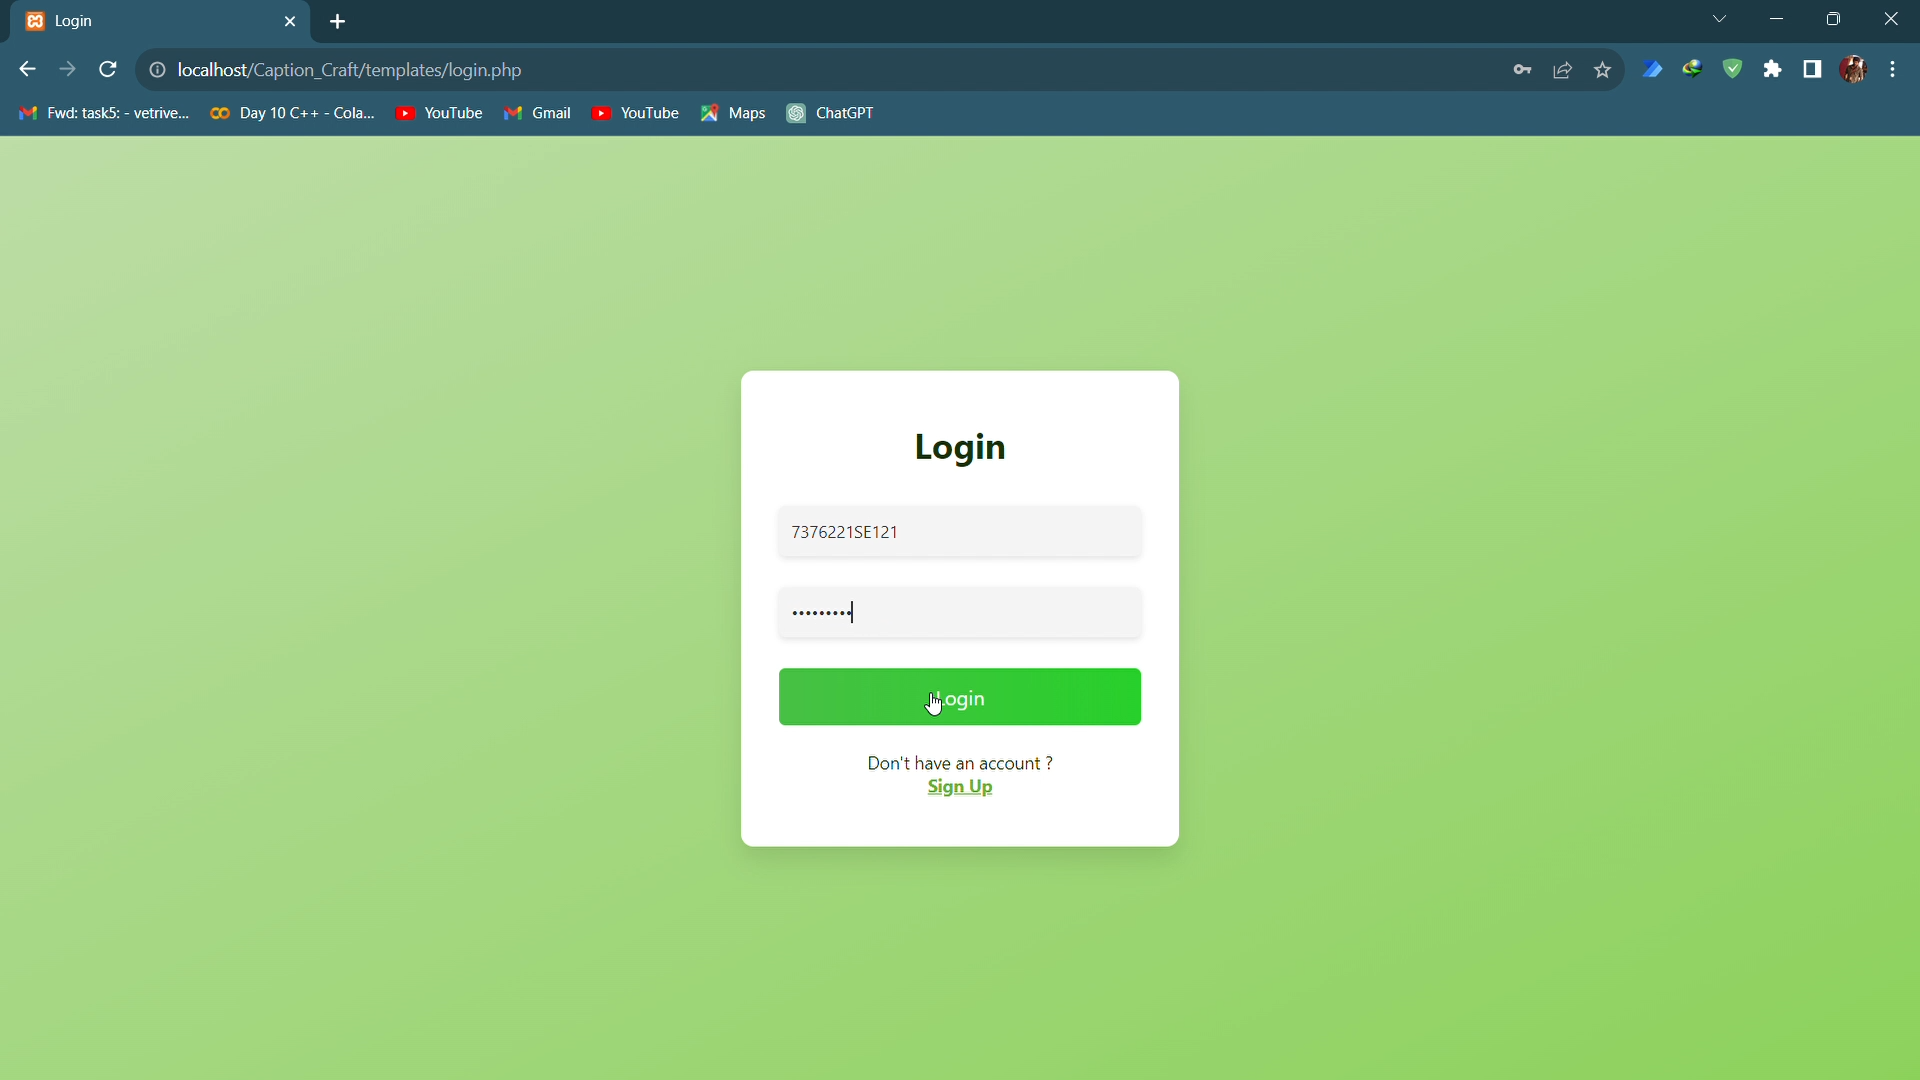 Login
localhost/Caption_Craft/templates/login.php
Fwd: task5: - vetrive... Day 10 C++ - Cola... YouTube Gmail YouTube Maps ChatGPT
Login
7376221SE121
•••••••••
Login
Don't have an account ?
Sign Up